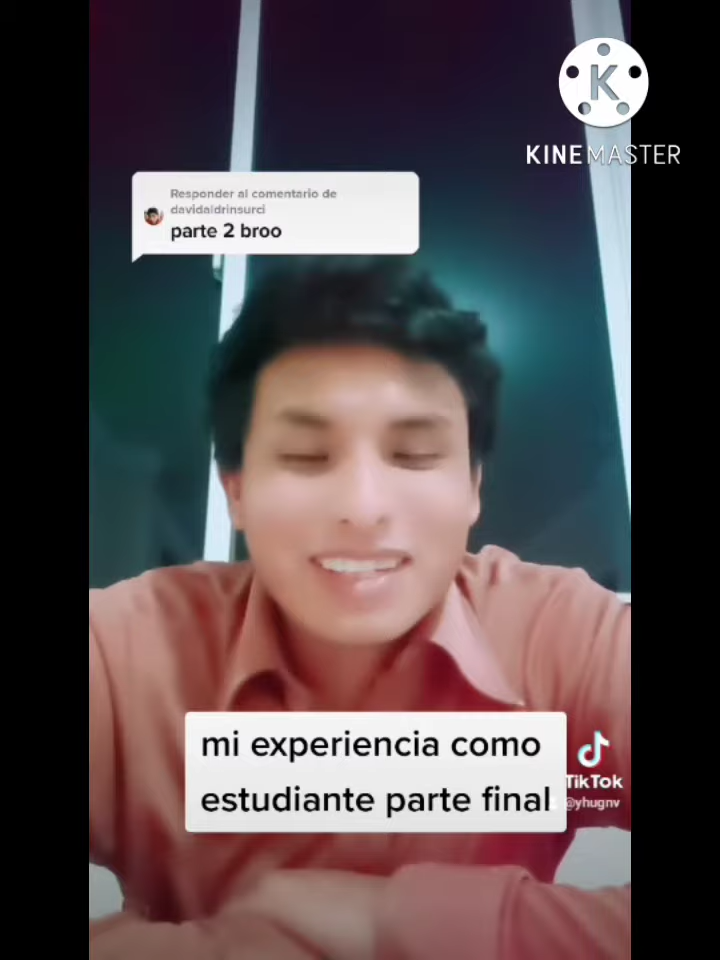 K
KINEMASTER
Responder al comentario de
davidaldrinsurci
parte 2 broo
mi experiencia como
estudiante parte final
TikTok
@yhugnv